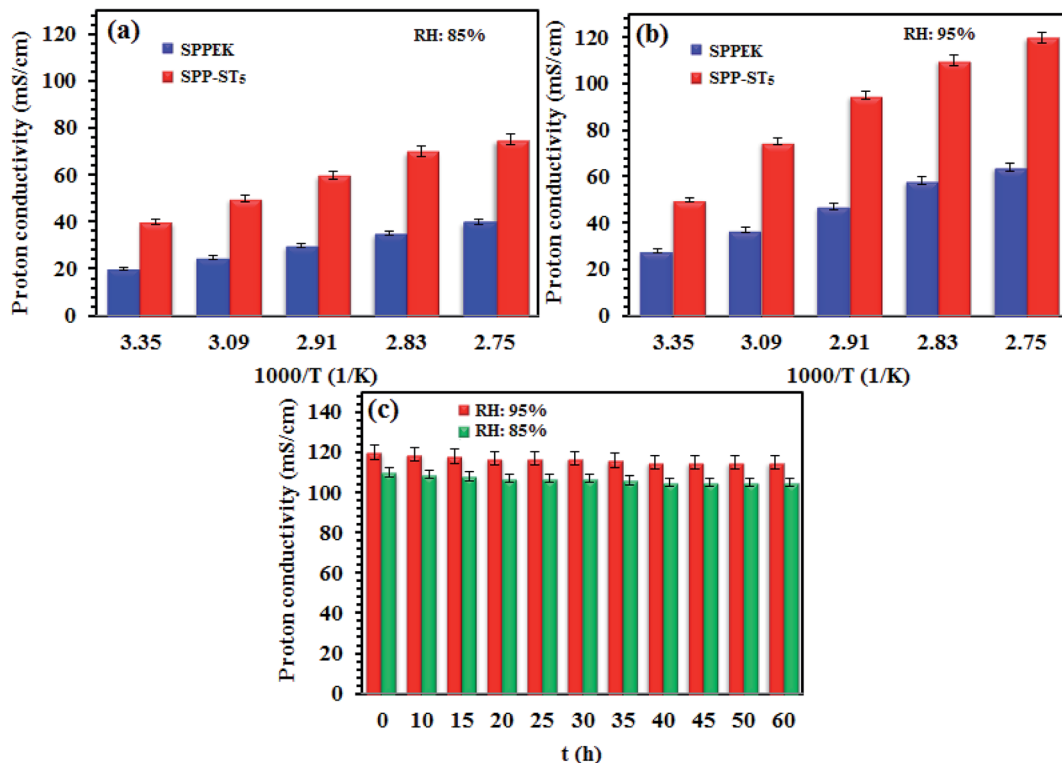 (a)
RH: 85%
SPPEK
SPP-ST₅
Proton conductivity (mS/cm)
120
100
80
60
40
20
0
3.35 3.09 2.91 2.83 2.75
1000/T (1/K)
(b)
RH: 95%
SPPEK
SPP-ST₅
Proton conductivity (mS/cm)
120
100
80
60
40
20
0
3.35 3.09 2.91 2.83 2.75
1000/T (1/K)
(c)
RH: 95%
RH: 85%
Proton conductivity (mS/cm)
140
120
100
80
60
40
20
0
0 10 15 20 25 30 35 40 45 50 60
t (h)